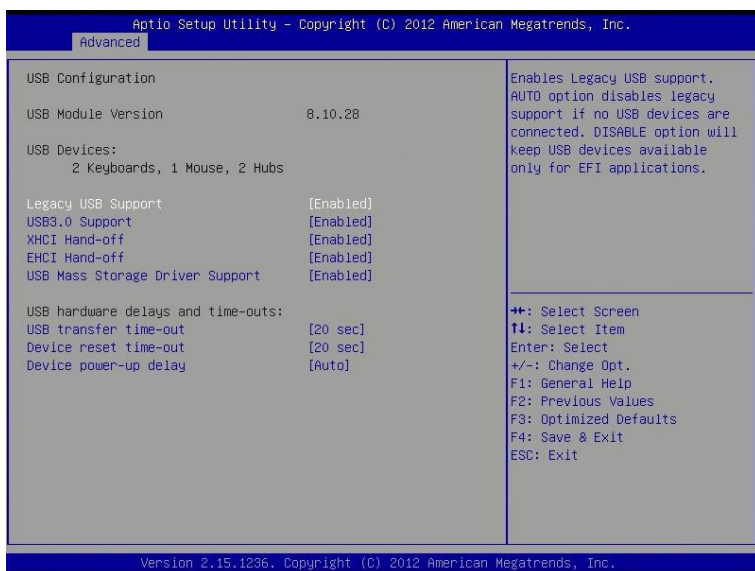 Aptio Setup Utility – Copyright (C) 2012 American Megatrends, Inc.
Advanced
USB Configuration
USB Module Version 8.10.28
USB Devices:
2 Keyboards, 1 Mouse, 2 Hubs
Legacy USB Support [Enabled]
USB3.0 Support [Enabled]
XHCI Hand-off [Enabled]
EHCI Hand-off [Enabled]
USB Mass Storage Driver Support [Enabled]
USB hardware delays and time-outs:
USB transfer time-out [20 sec]
Device reset time-out [20 sec]
Device power-up delay [Auto]
Enables Legacy USB support.
AUTO option disables legacy
support if no USB devices are
connected. DISABLE option will
keep USB devices available
only for EFI applications.
→←: Select Screen
↑↓: Select Item
Enter: Select
+/-: Change Opt.
F1: General Help
F2: Previous Values
F3: Optimized Defaults
F4: Save & Exit
ESC: Exit
Version 2.15.1236. Copyright (C) 2012 American Megatrends, Inc.